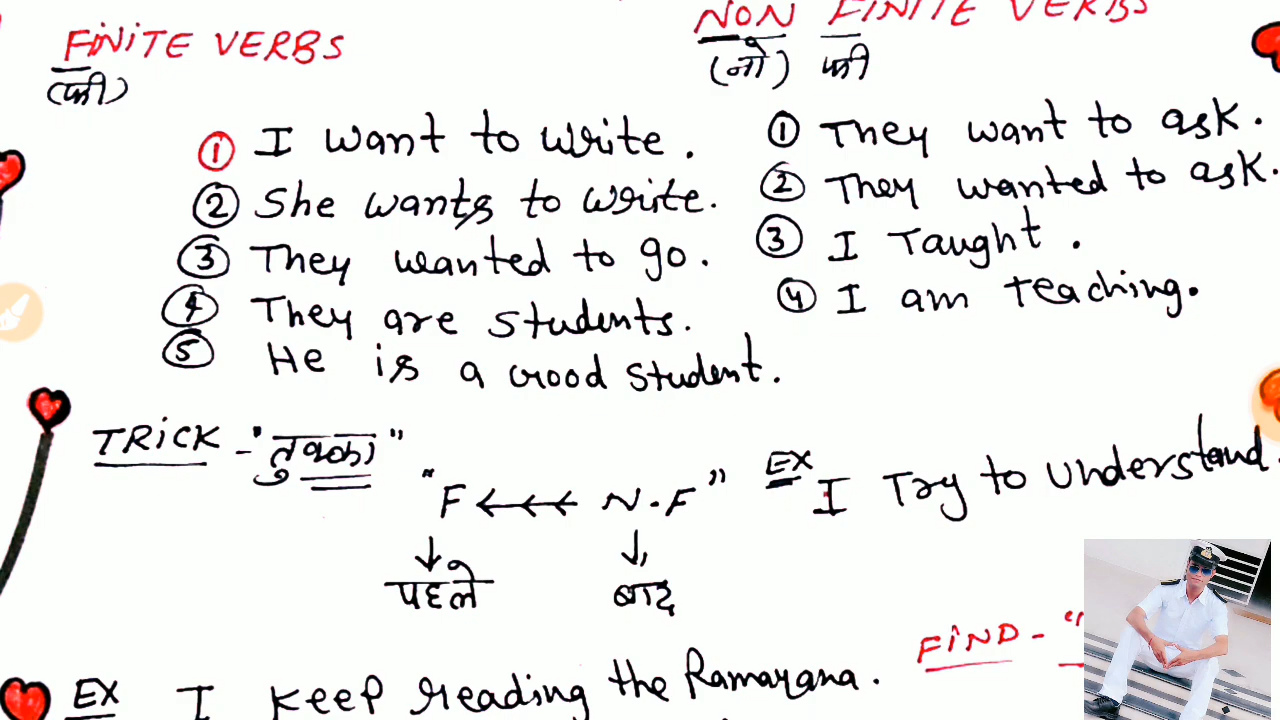 FINITE VERBS
(फी)
NON FINITE VERBS
(नो) फी
① I want to write.
② She wants to write.
③ They wanted to go.
④ They are students.
⑤ He is a Good student.
① They want to ask.
② They wanted to ask.
③ I Taught.
④ I am teaching.
TRICK - "तुक्का"
"F ← ← ← N.F"
पहले बाद
EX I Try to understand.
FIND - "
EX I Keep reading the Ramayana.